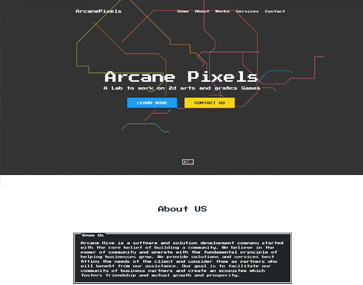 ArcanePixels
Home About Works Services Contact
Arcane Pixels
A Lab to work on 2d arts and grafics Games
LEARN MORE CONTACT US
About US
Know Us
Arcane Hive is a software and solution development company started
with the core belief of building a community. We believe in the
power of community and operate with the fundamental principle of
helping businesses grow. We provide solutions and services best
fitting the needs of the client and consider them as partners who
will benefit from our assistance. Our goal is to facilitate our
community of business partners and create an ecosystem which
fosters friendship and mutual growth and prosperity.